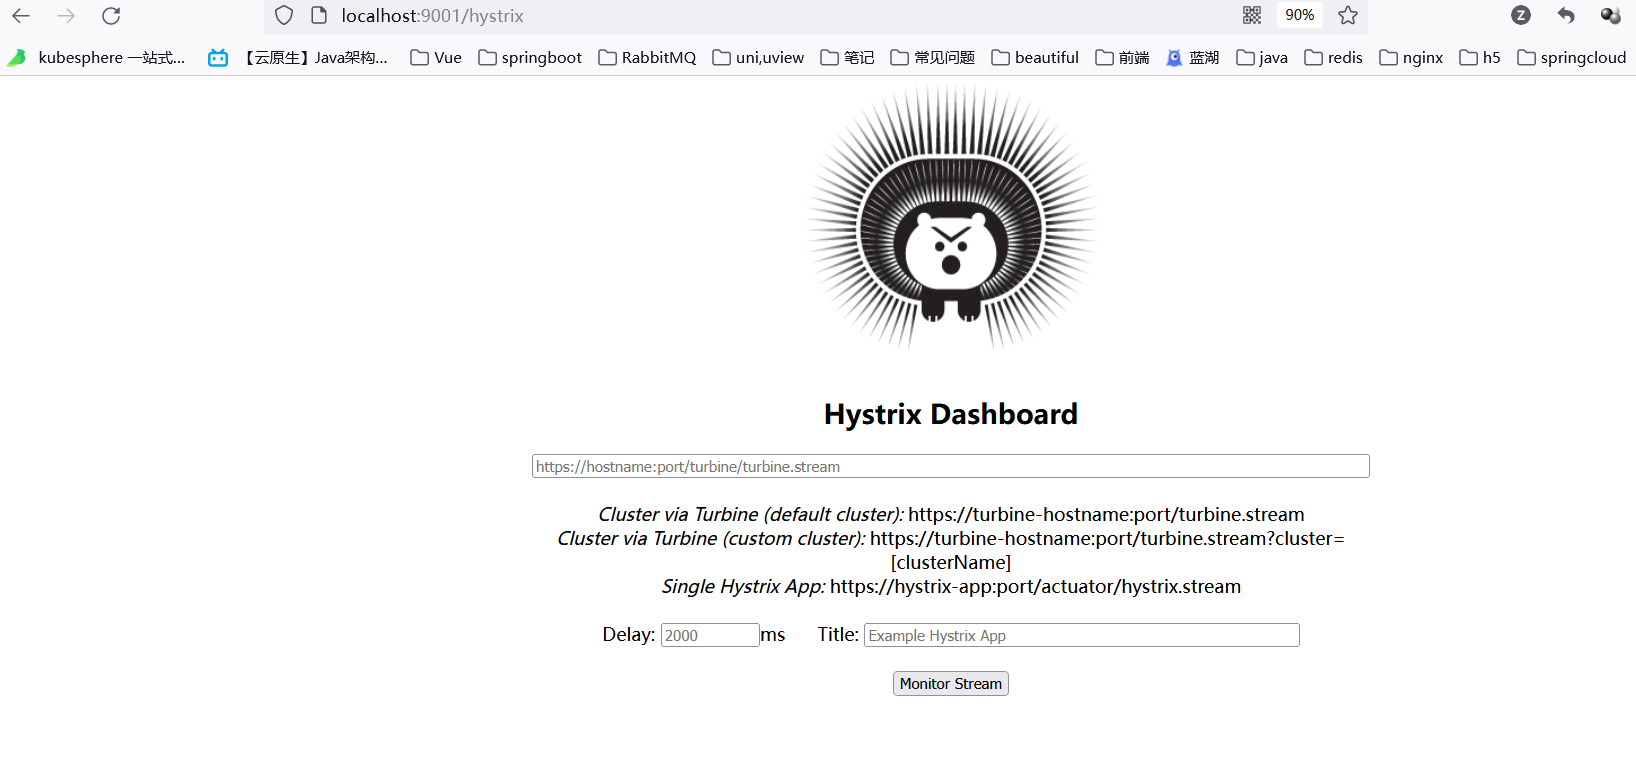 localhost:9001/hystrix 90% Z
kubesphere 一站式... 【云原生】Java架构... Vue springboot RabbitMQ uni,uview 笔记 常见问题 beautiful 前端 蓝湖 java redis nginx h5 springcloud
Hystrix Dashboard
https://hostname:port/turbine/turbine.stream
Cluster via Turbine (default cluster): https://turbine-hostname:port/turbine.stream
Cluster via Turbine (custom cluster): https://turbine-hostname:port/turbine.stream?cluster=
[clusterName]
Single Hystrix App: https://hystrix-app:port/actuator/hystrix.stream
Delay: 2000 ms Title: Example Hystrix App
Monitor Stream